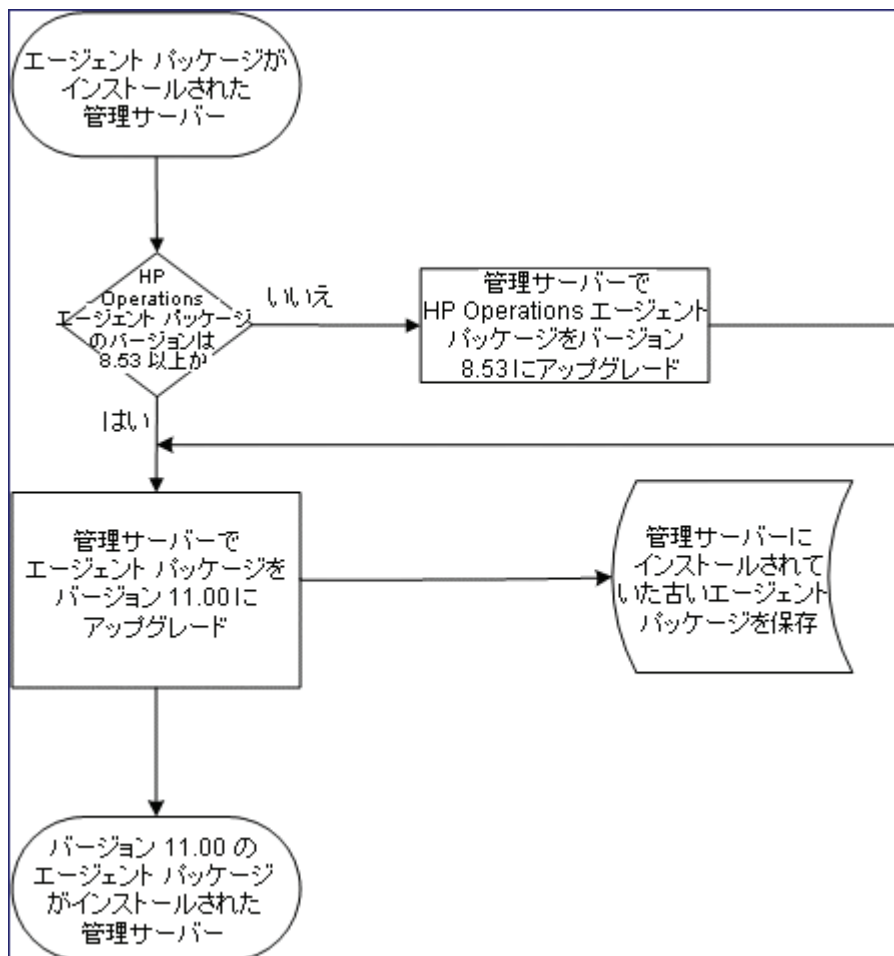 エージェント パッケージが
インストールされた
管理サーバー
HP
Operations
エージェント パッケージ
のバージョンは
8.53 以上か
いいえ
管理サーバーで
HP Operations エージェント
パッケージをバージョン
8.53 にアップグレード
はい
管理サーバーで
エージェント パッケージを
バージョン 11.00 に
アップグレード
管理サーバーに
インストールされて
いた古いエージェント
パッケージを保存
バージョン 11.00 の
エージェント パッケージ
がインストールされた
管理サーバー